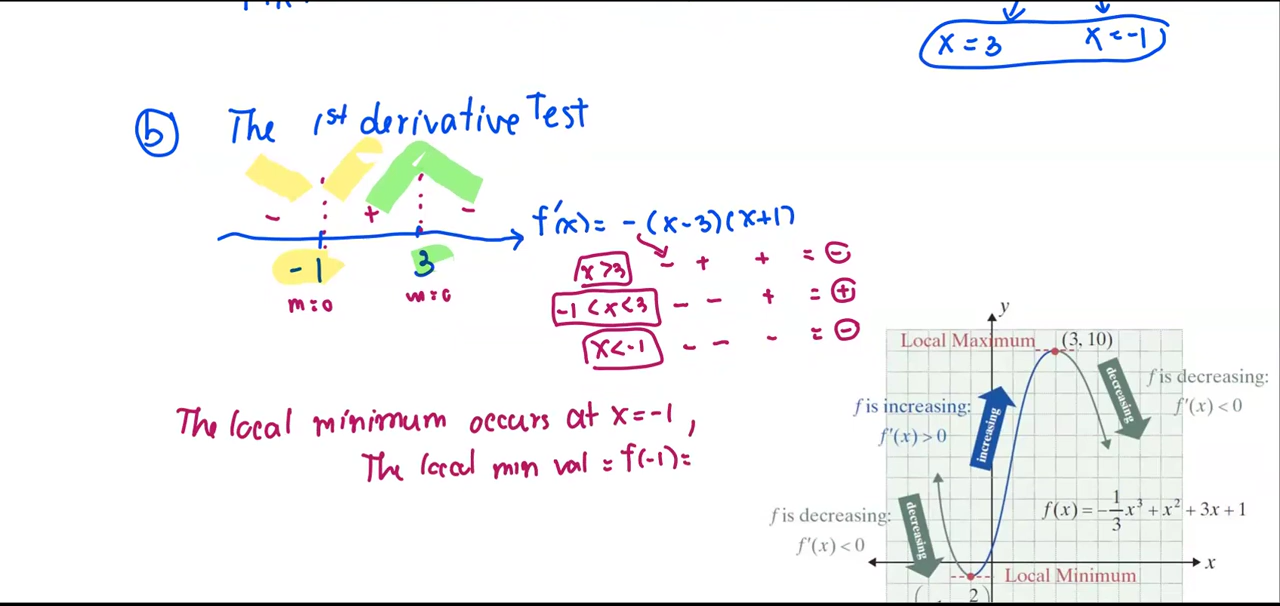 x = 3 x = -1
ⓑ The 1st derivative Test
- + -
f'(x) = -(x-3)(x+1)
-1 3
m=0 m=0
x>3 - + + = ⊖
-1<x<3 - - + = ⊕
x<-1 - - - = ⊖
The local minimum occurs at x=-1,
The local min val = f(-1)=
y
Local Maximum (3, 10)
decreasing
f is decreasing:
f'(x) < 0
f is increasing:
f'(x) > 0
increasing
f(x) = -1/3x³ + x² + 3x + 1
f is decreasing:
f'(x) < 0
decreasing
x
Local Minimum
2